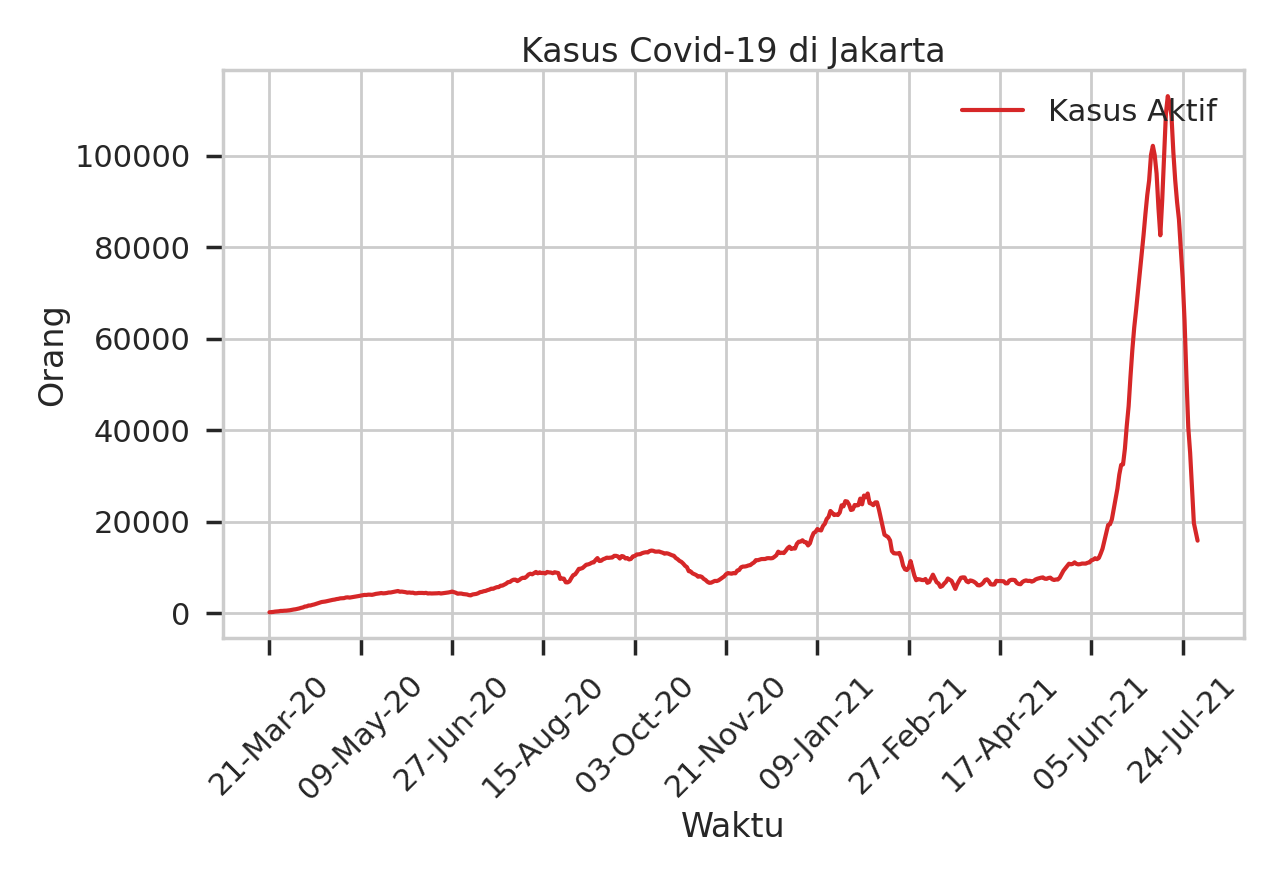 Kasus Covid-19 di Jakarta
Kasus Aktif
100000
80000
60000
40000
20000
0
Orang
21-Mar-20
09-May-20
27-Jun-20
15-Aug-20
03-Oct-20
21-Nov-20
09-Jan-21
27-Feb-21
17-Apr-21
05-Jun-21
24-Jul-21
Waktu